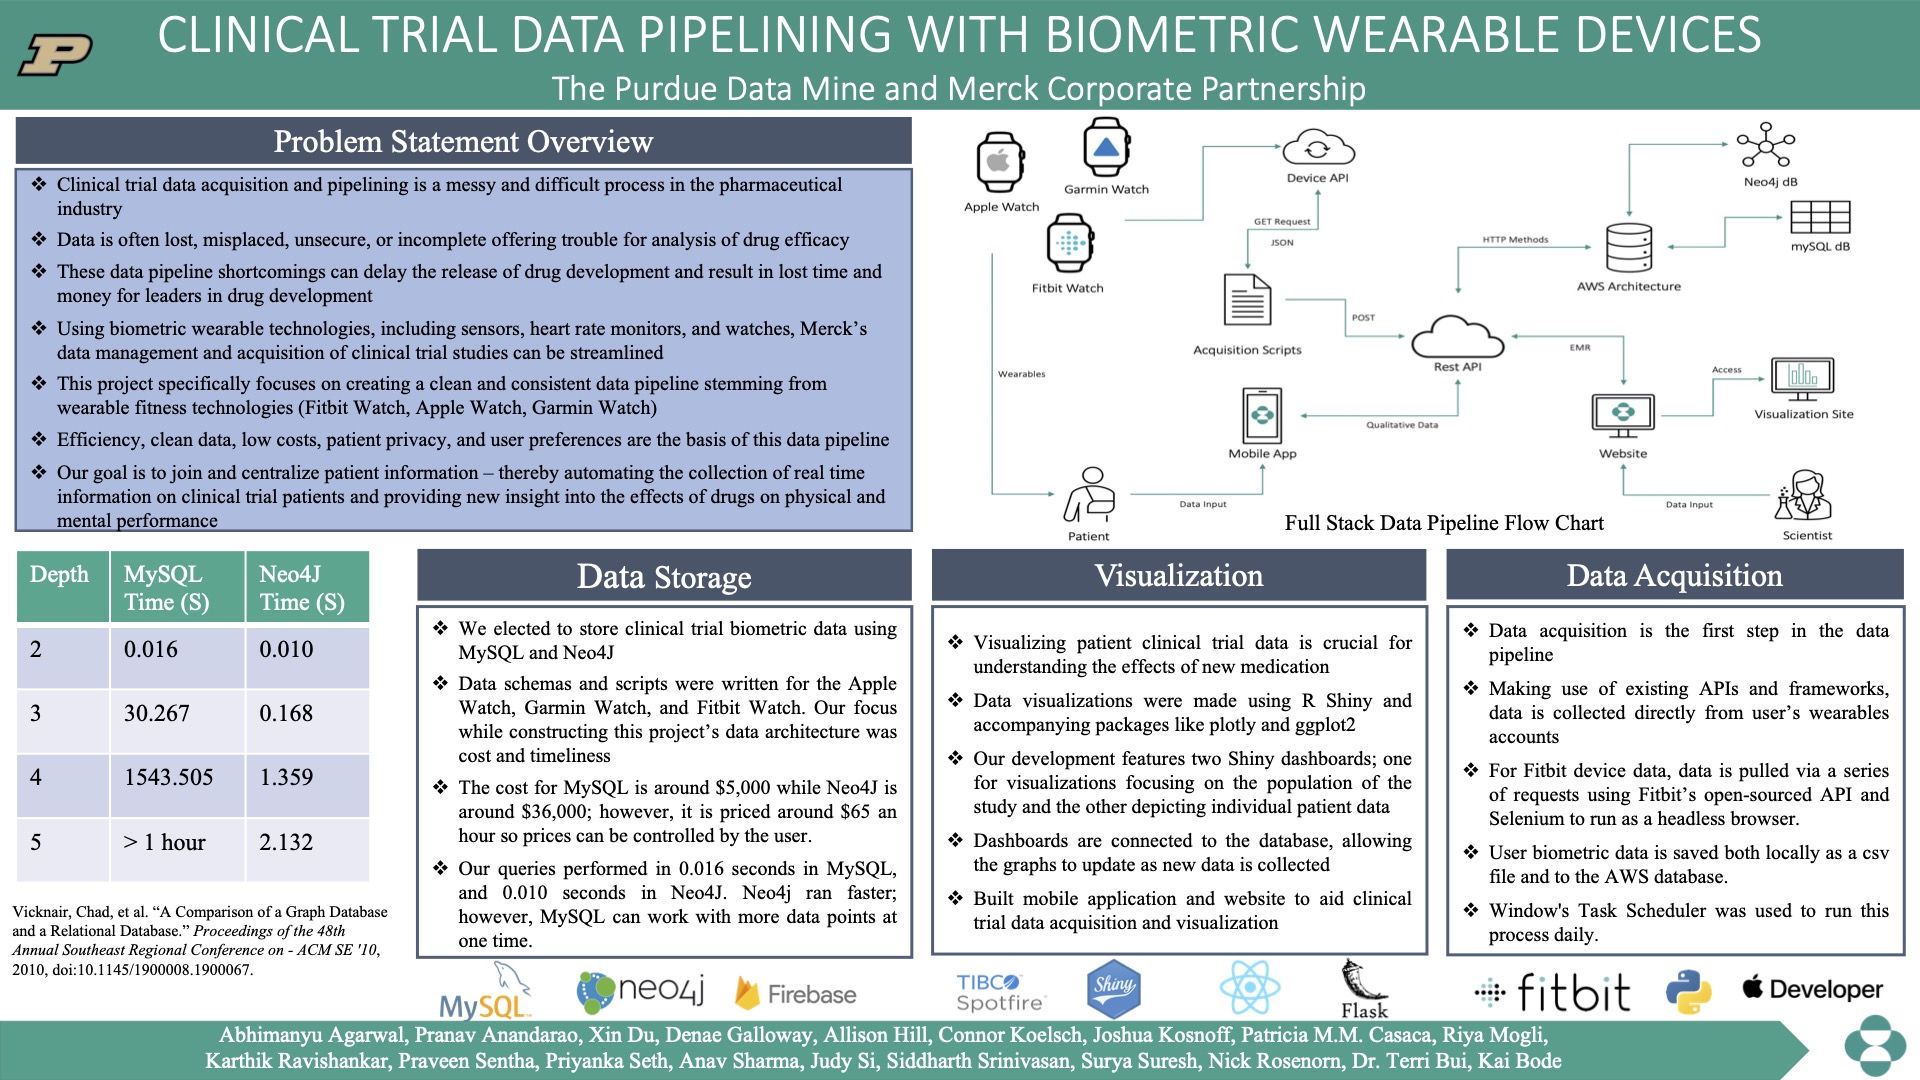 CLINICAL TRIAL DATA PIPELINING WITH BIOMETRIC WEARABLE DEVICES
The Purdue Data Mine and Merck Corporate Partnership
P
Problem Statement Overview
❖ Clinical trial data acquisition and pipelining is a messy and difficult process in the pharmaceutical
industry
❖ Data is often lost, misplaced, unsecure, or incomplete offering trouble for analysis of drug efficacy
❖ These data pipeline shortcomings can delay the release of drug development and result in lost time and
money for leaders in drug development
❖ Using biometric wearable technologies, including sensors, heart rate monitors, and watches, Merck’s
data management and acquisition of clinical trial studies can be streamlined
❖ This project specifically focuses on creating a clean and consistent data pipeline stemming from
wearable fitness technologies (Fitbit Watch, Apple Watch, Garmin Watch)
❖ Efficiency, clean data, low costs, patient privacy, and user preferences are the basis of this data pipeline
❖ Our goal is to join and centralize patient information – thereby automating the collection of real time
information on clinical trial patients and providing new insight into the effects of drugs on physical and
mental performance
Apple Watch
Garmin Watch
Fitbit Watch
Device API
GET Request
JSON
Acquisition Scripts
POST
HTTP Methods
Neo4j dB
mySQL dB
AWS Architecture
Rest API
EMR
Wearables
Mobile App
Qualitative Data
Access
Visualization Site
Website
Data Input
Patient
Data Input
Scientist
Full Stack Data Pipeline Flow Chart
Depth MySQL Time (S) Neo4J Time (S)
2 0.016 0.010
3 30.267 0.168
4 1543.505 1.359
5 > 1 hour 2.132
Vicknair, Chad, et al. “A Comparison of a Graph Database
and a Relational Database.” Proceedings of the 48th
Annual Southeast Regional Conference on - ACM SE '10,
2010, doi:10.1145/1900008.1900067.
Data Storage
❖ We elected to store clinical trial biometric data using
MySQL and Neo4J
❖ Data schemas and scripts were written for the Apple
Watch, Garmin Watch, and Fitbit Watch. Our focus
while constructing this project’s data architecture was
cost and timeliness
❖ The cost for MySQL is around $5,000 while Neo4J is
around $36,000; however, it is priced around $65 an
hour so prices can be controlled by the user.
❖ Our queries performed in 0.016 seconds in MySQL,
and 0.010 seconds in Neo4J. Neo4j ran faster;
however, MySQL can work with more data points at
one time.
Visualization
❖ Visualizing patient clinical trial data is crucial for
understanding the effects of new medication
❖ Data visualizations were made using R Shiny and
accompanying packages like plotly and ggplot2
❖ Our development features two Shiny dashboards; one
for visualizations focusing on the population of the
study and the other depicting individual patient data
❖ Dashboards are connected to the database, allowing
the graphs to update as new data is collected
❖ Built mobile application and website to aid clinical
trial data acquisition and visualization
Data Acquisition
❖ Data acquisition is the first step in the data
pipeline
❖ Making use of existing APIs and frameworks,
data is collected directly from user’s wearables
accounts
❖ For Fitbit device data, data is pulled via a series
of requests using Fitbit’s open-sourced API and
Selenium to run as a headless browser.
❖ User biometric data is saved both locally as a csv
file and to the AWS database.
❖ Window's Task Scheduler was used to run this
process daily.
MySQL
neo4j
Firebase
TIBCO
Spotfire
Shiny
Flask
fitbit
Developer
Abhimanyu Agarwal, Pranav Anandarao, Xin Du, Denae Galloway, Allison Hill, Connor Koelsch, Joshua Kosnoff, Patricia M.M. Casaca, Riya Mogli,
Karthik Ravishankar, Praveen Sentha, Priyanka Seth, Anav Sharma, Judy Si, Siddharth Srinivasan, Surya Suresh, Nick Rosenorn, Dr. Terri Bui, Kai Bode